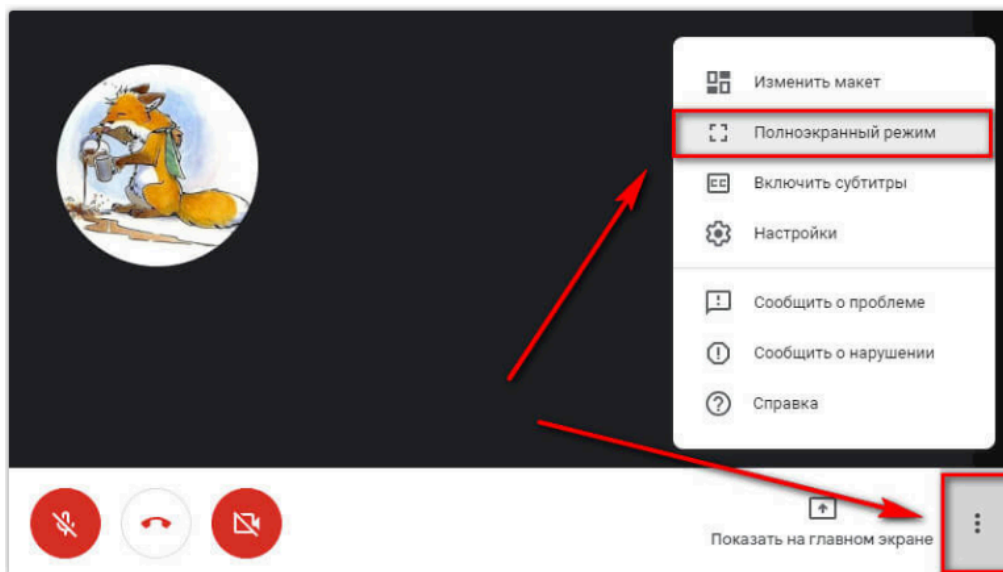 Изменить макет
Полноэкранный режим
Включить субтитры
Настройки
Сообщить о проблеме
Сообщить о нарушении
Справка
Показать на главном экране